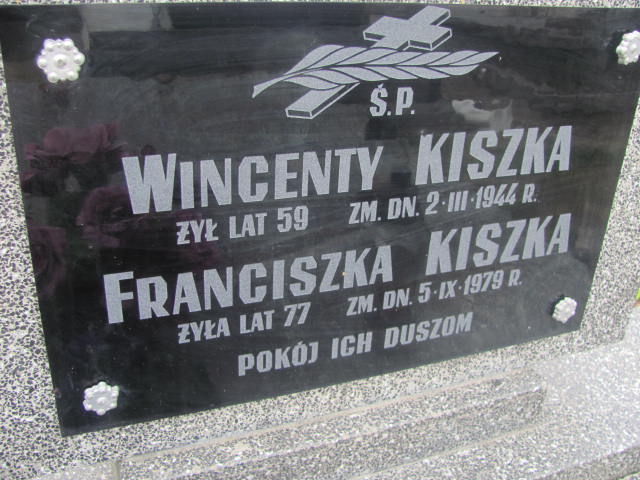 Ś.P.
WINCENTY KISZKA
ŻYŁ LAT 59 ZM. DN. 2·III·1944 R.
FRANCISZKA KISZKA
ŻYŁA LAT 77 ZM. DN. 5·IX·1979 R.
POKÓJ ICH DUSZOM